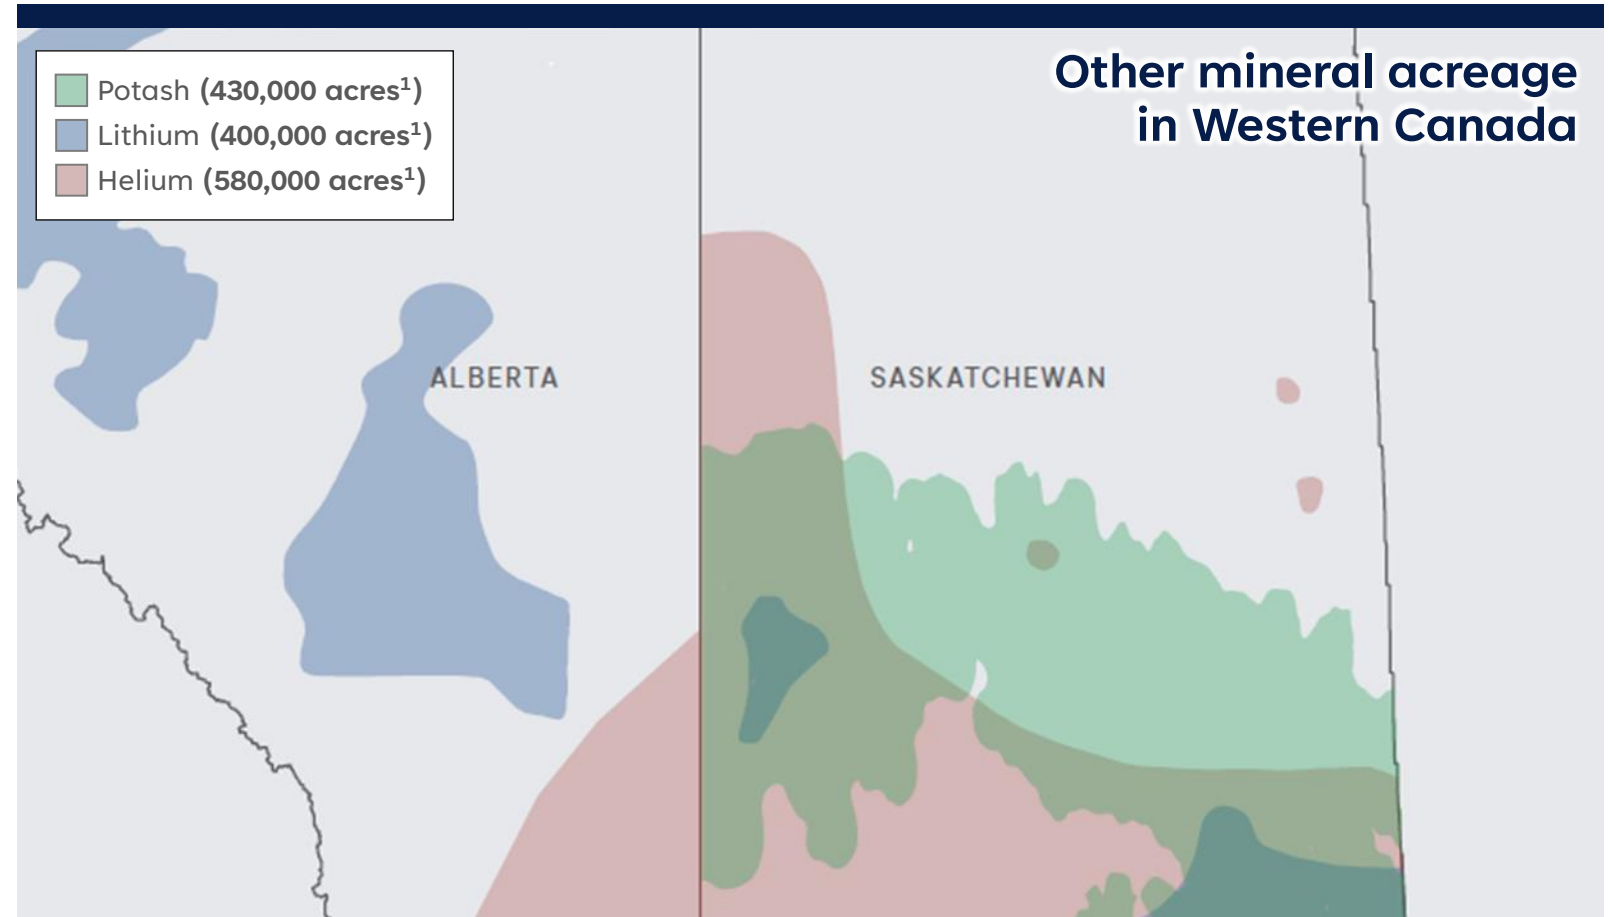 Other mineral acreage
in Western Canada
Potash (430,000 acres¹)
Lithium (400,000 acres¹)
Helium (580,000 acres¹)
ALBERTA
SASKATCHEWAN